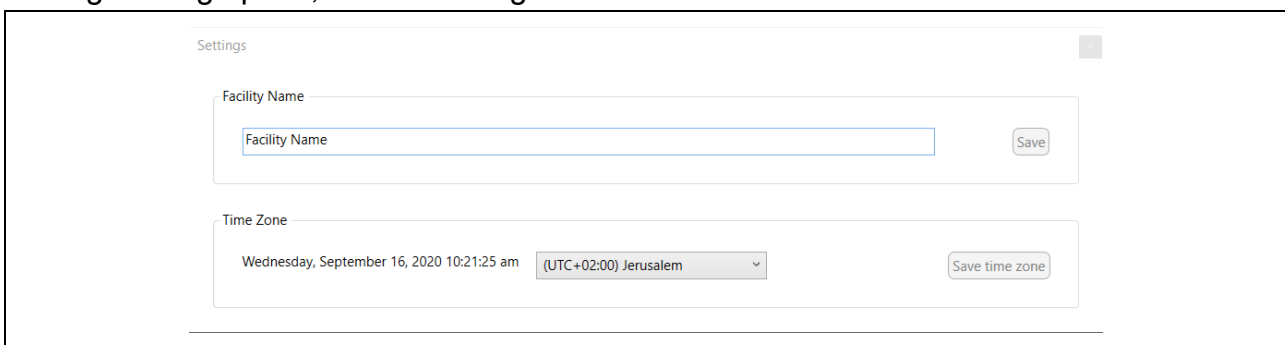 Settings
Facility Name
Facility Name
Save
Time Zone
Wednesday, September 16, 2020 10:21:25 am
(UTC+02:00) Jerusalem
Save time zone